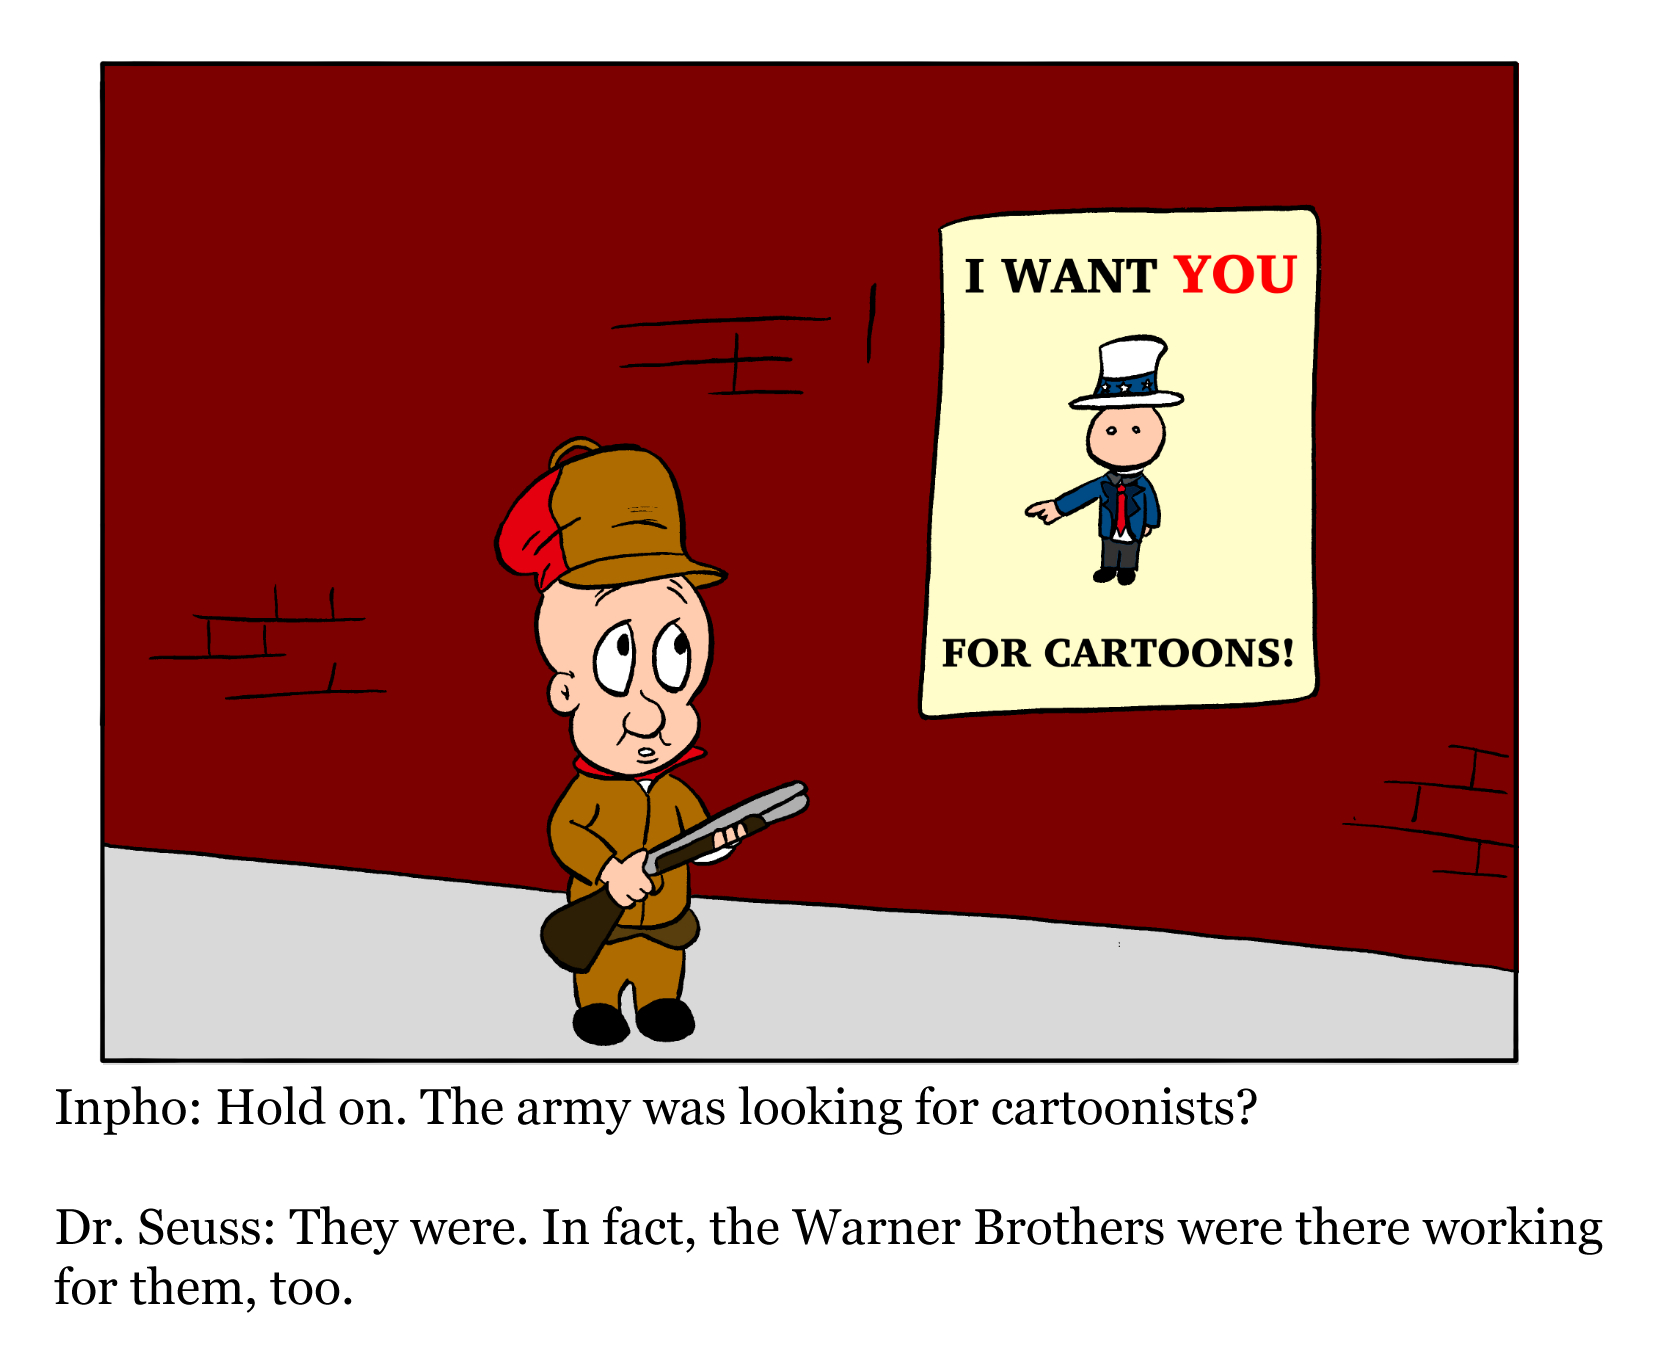 I WANT YOU
FOR CARTOONS!
Inpho: Hold on. The army was looking for cartoonists?
Dr. Seuss: They were. In fact, the Warner Brothers were there working
for them, too.